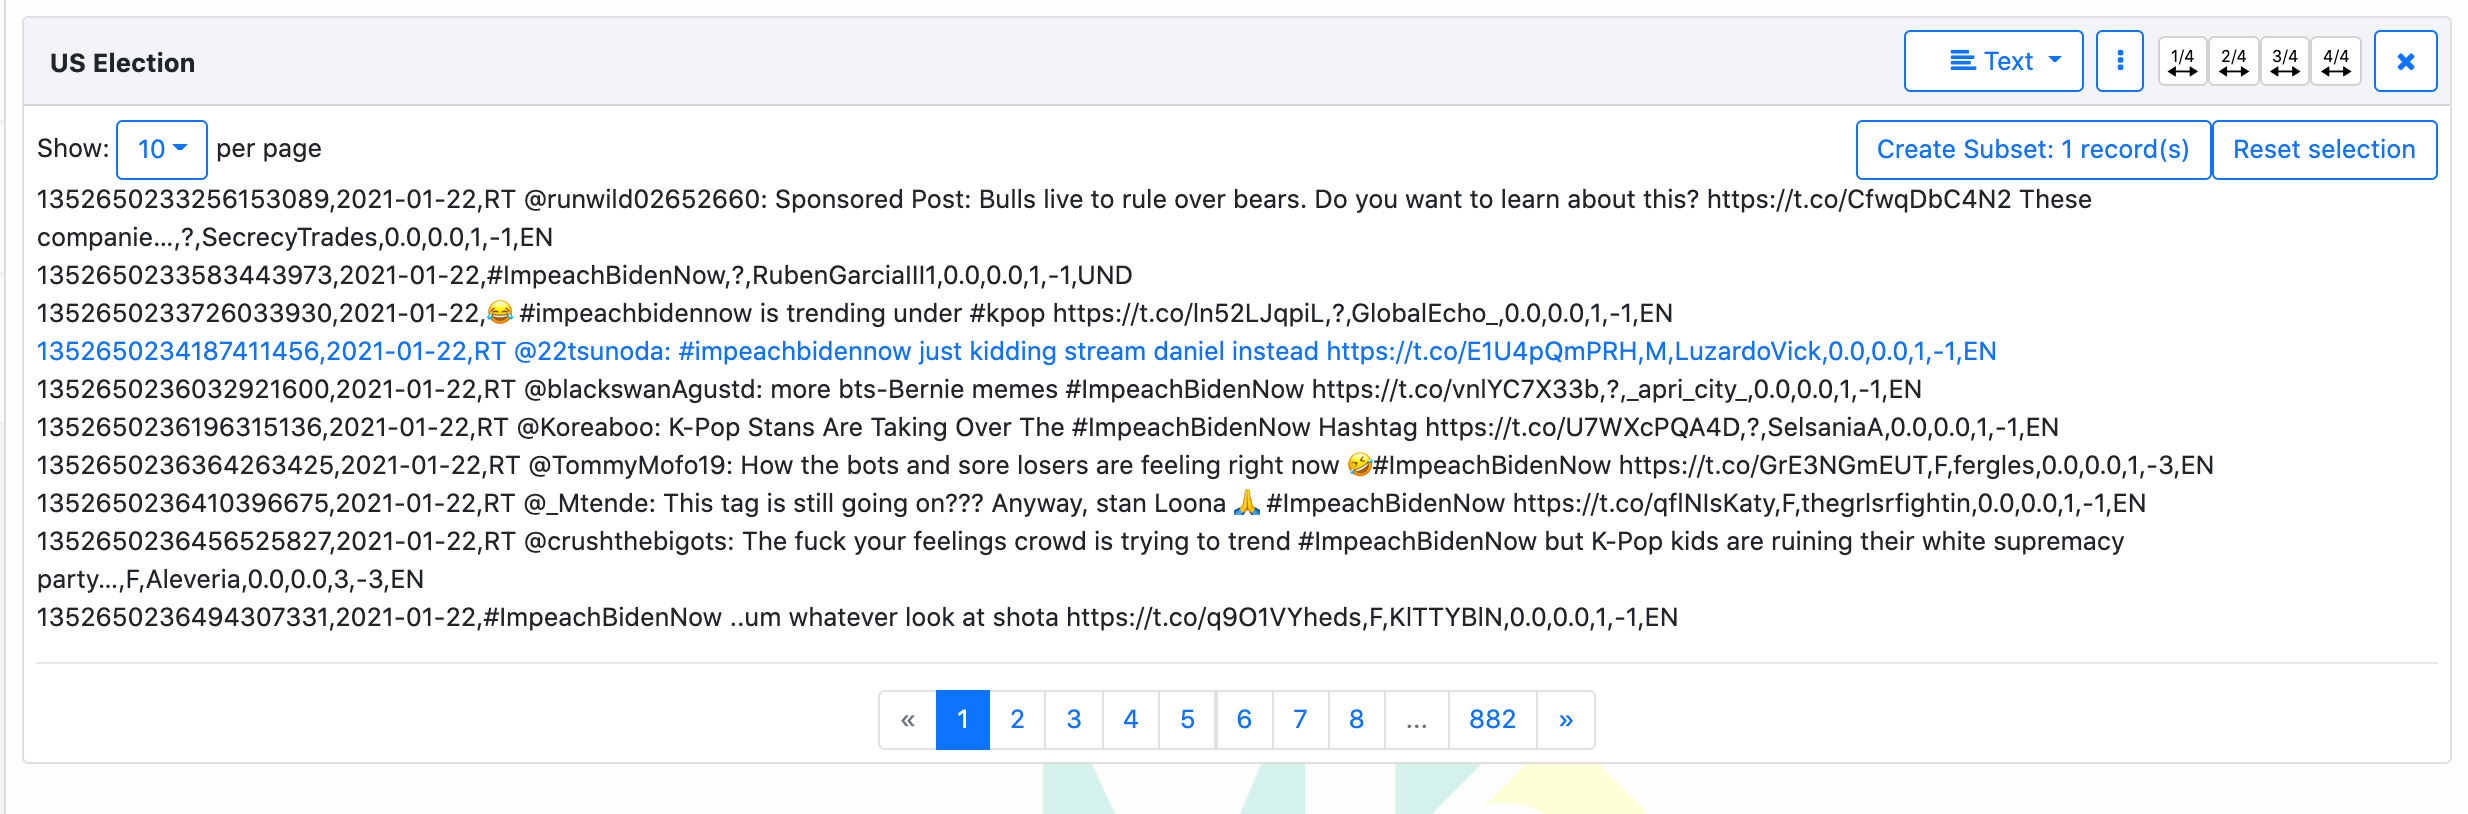 US Election
Text
1/4 2/4 3/4 4/4
Show: 10 per page
Create Subset: 1 record(s) Reset selection
1352650233256153089,2021-01-22,RT @runwild02652660: Sponsored Post: Bulls live to rule over bears. Do you want to learn about this? https://t.co/CfwqDbC4N2 These
companie…,?,SecrecyTrades,0.0,0.0,1,-1,EN
1352650233583443973,2021-01-22,#ImpeachBidenNow,?,RubenGarciaIII1,0.0,0.0,1,-1,UND
1352650233726033930,2021-01-22,😂 #impeachbidennow is trending under #kpop https://t.co/ln52LJqpiL,?,GlobalEcho_,0.0,0.0,1,-1,EN
1352650234187411456,2021-01-22,RT @22tsunoda: #impeachbidennow just kidding stream daniel instead https://t.co/E1U4pQmPRH,M,LuzardoVick,0.0,0.0,1,-1,EN
1352650236032921600,2021-01-22,RT @blackswanAgustd: more bts-Bernie memes #ImpeachBidenNow https://t.co/vnlYC7X33b,?,_apri_city_,0.0,0.0,1,-1,EN
1352650236196315136,2021-01-22,RT @Koreaboo: K-Pop Stans Are Taking Over The #ImpeachBidenNow Hashtag https://t.co/U7WXcPQA4D,?,SelsaniaA,0.0,0.0,1,-1,EN
1352650236364263425,2021-01-22,RT @TommyMofo19: How the bots and sore losers are feeling right now 🤣#ImpeachBidenNow https://t.co/GrE3NGmEUT,F,fergles,0.0,0.0,1,-3,EN
1352650236410396675,2021-01-22,RT @_Mtende: This tag is still going on??? Anyway, stan Loona 🙏 #ImpeachBidenNow https://t.co/qflNIsKaty,F,thegrlsrfightin,0.0,0.0,1,-1,EN
1352650236456525827,2021-01-22,RT @crushthebigots: The fuck your feelings crowd is trying to trend #ImpeachBidenNow but K-Pop kids are ruining their white supremacy
party…,F,Aleveria,0.0,0.0,3,-3,EN
1352650236494307331,2021-01-22,#ImpeachBidenNow ..um whatever look at shota https://t.co/q9O1VYheds,F,KlTTYBlN,0.0,0.0,1,-1,EN
« 1 2 3 4 5 6 7 8 ... 882 »